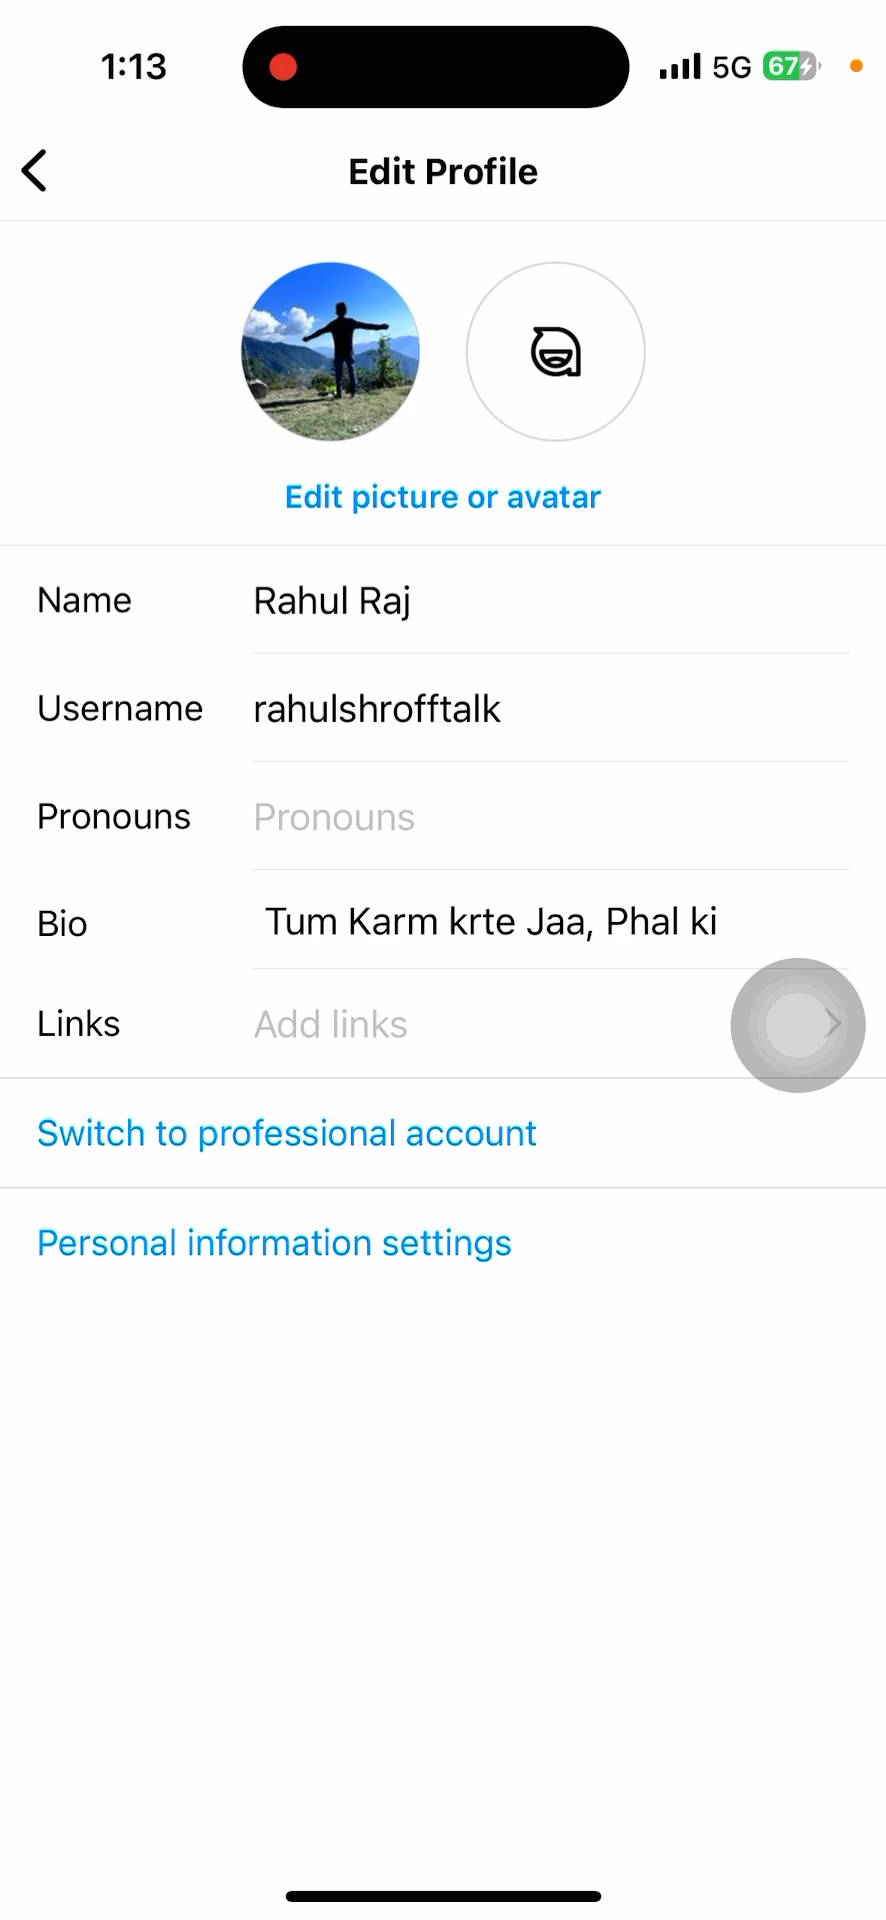 1:13
5G
67
Edit Profile
Edit picture or avatar
Name Rahul Raj
Username rahulshrofftalk
Pronouns Pronouns
Bio Tum Karm krte Jaa, Phal ki
Links Add links
Switch to professional account
Personal information settings